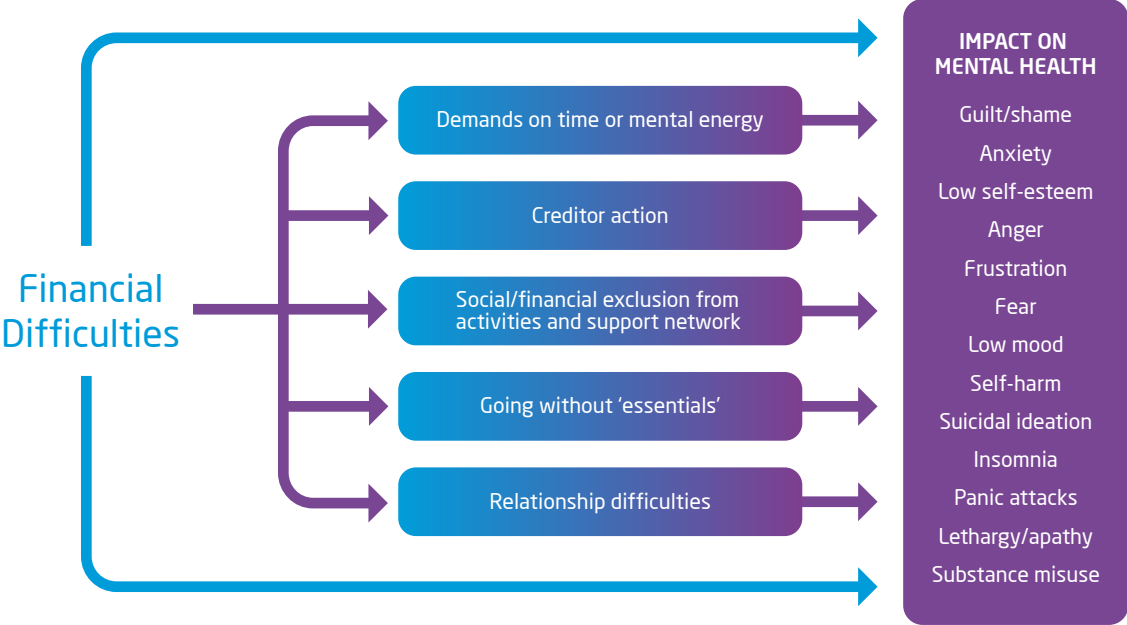 Financial
Difficulties
Demands on time or mental energy
Creditor action
Social/financial exclusion from
activities and support network
Going without ‘essentials’
Relationship difficulties
IMPACT ON
MENTAL HEALTH
Guilt/shame
Anxiety
Low self-esteem
Anger
Frustration
Fear
Low mood
Self-harm
Suicidal ideation
Insomnia
Panic attacks
Lethargy/apathy
Substance misuse